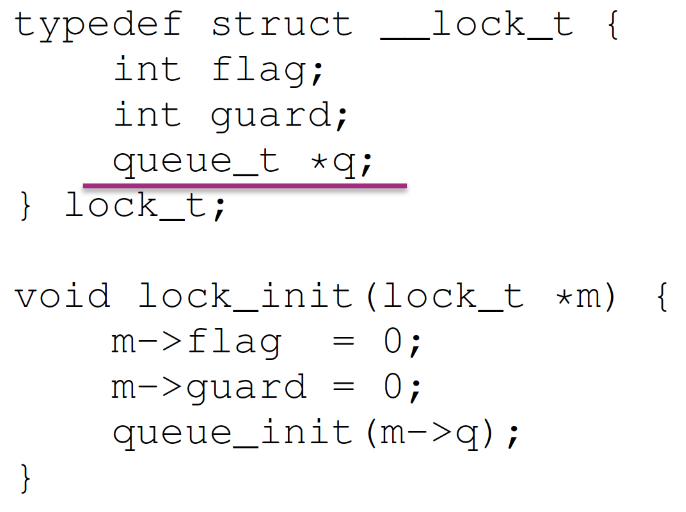 typedef struct __lock_t {
    int flag;
    int guard;
    queue_t *q;
} lock_t;

void lock_init(lock_t *m) {
    m->flag  = 0;
    m->guard = 0;
    queue_init(m->q);
}